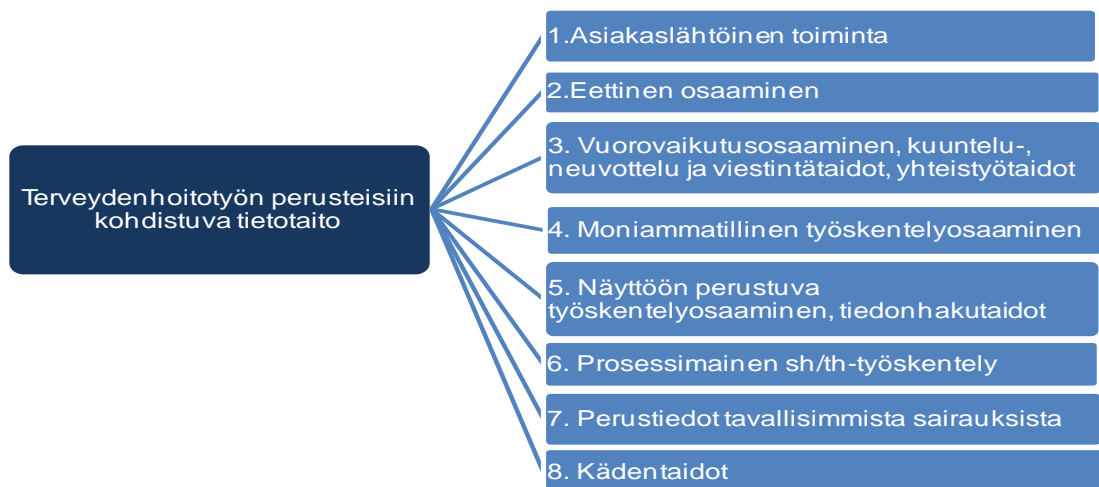 Terveydenhoitotyön perusteisiin
kohdistuva tietotaito
1.Asiakaslähtöinen toiminta
2.Eettinen osaaminen
3. Vuorovaikutusosaaminen, kuuntelu-,
neuvottelu ja viestintätaidot, yhteistyötaidot
4. Moniammatillinen työskentelyosaaminen
5. Näyttöön perustuva
työskentelyosaaminen, tiedonhakutaidot
6. Prosessimainen sh/th-työskentely
7. Perustiedot tavallisimmista sairauksista
8. Kädentaidot